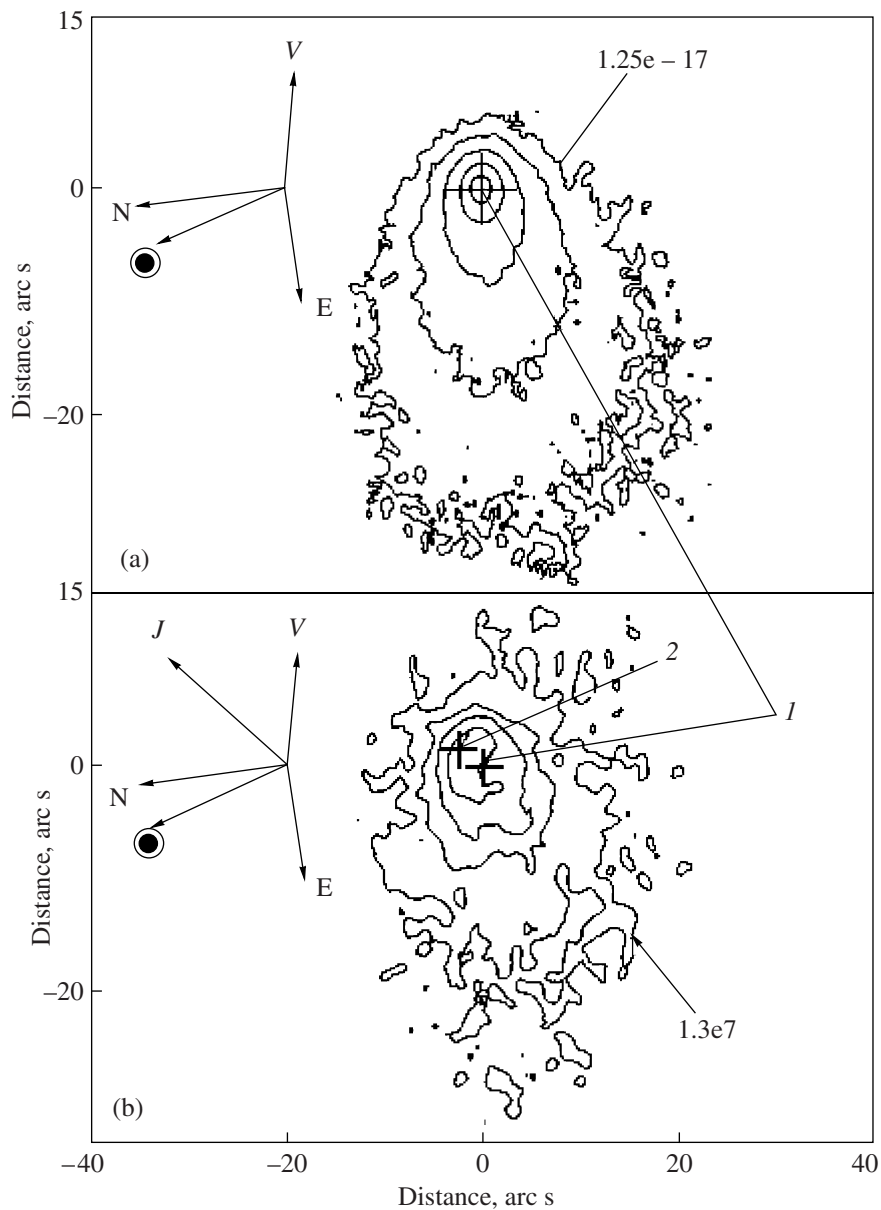 15
V
1.25e – 17
0
N
E
Distance, arc s
–20
(a)
15
J
V
2
1
0
N
E
Distance, arc s
–20
1.3e7
(b)
–40
–20
0
20
40
Distance, arc s